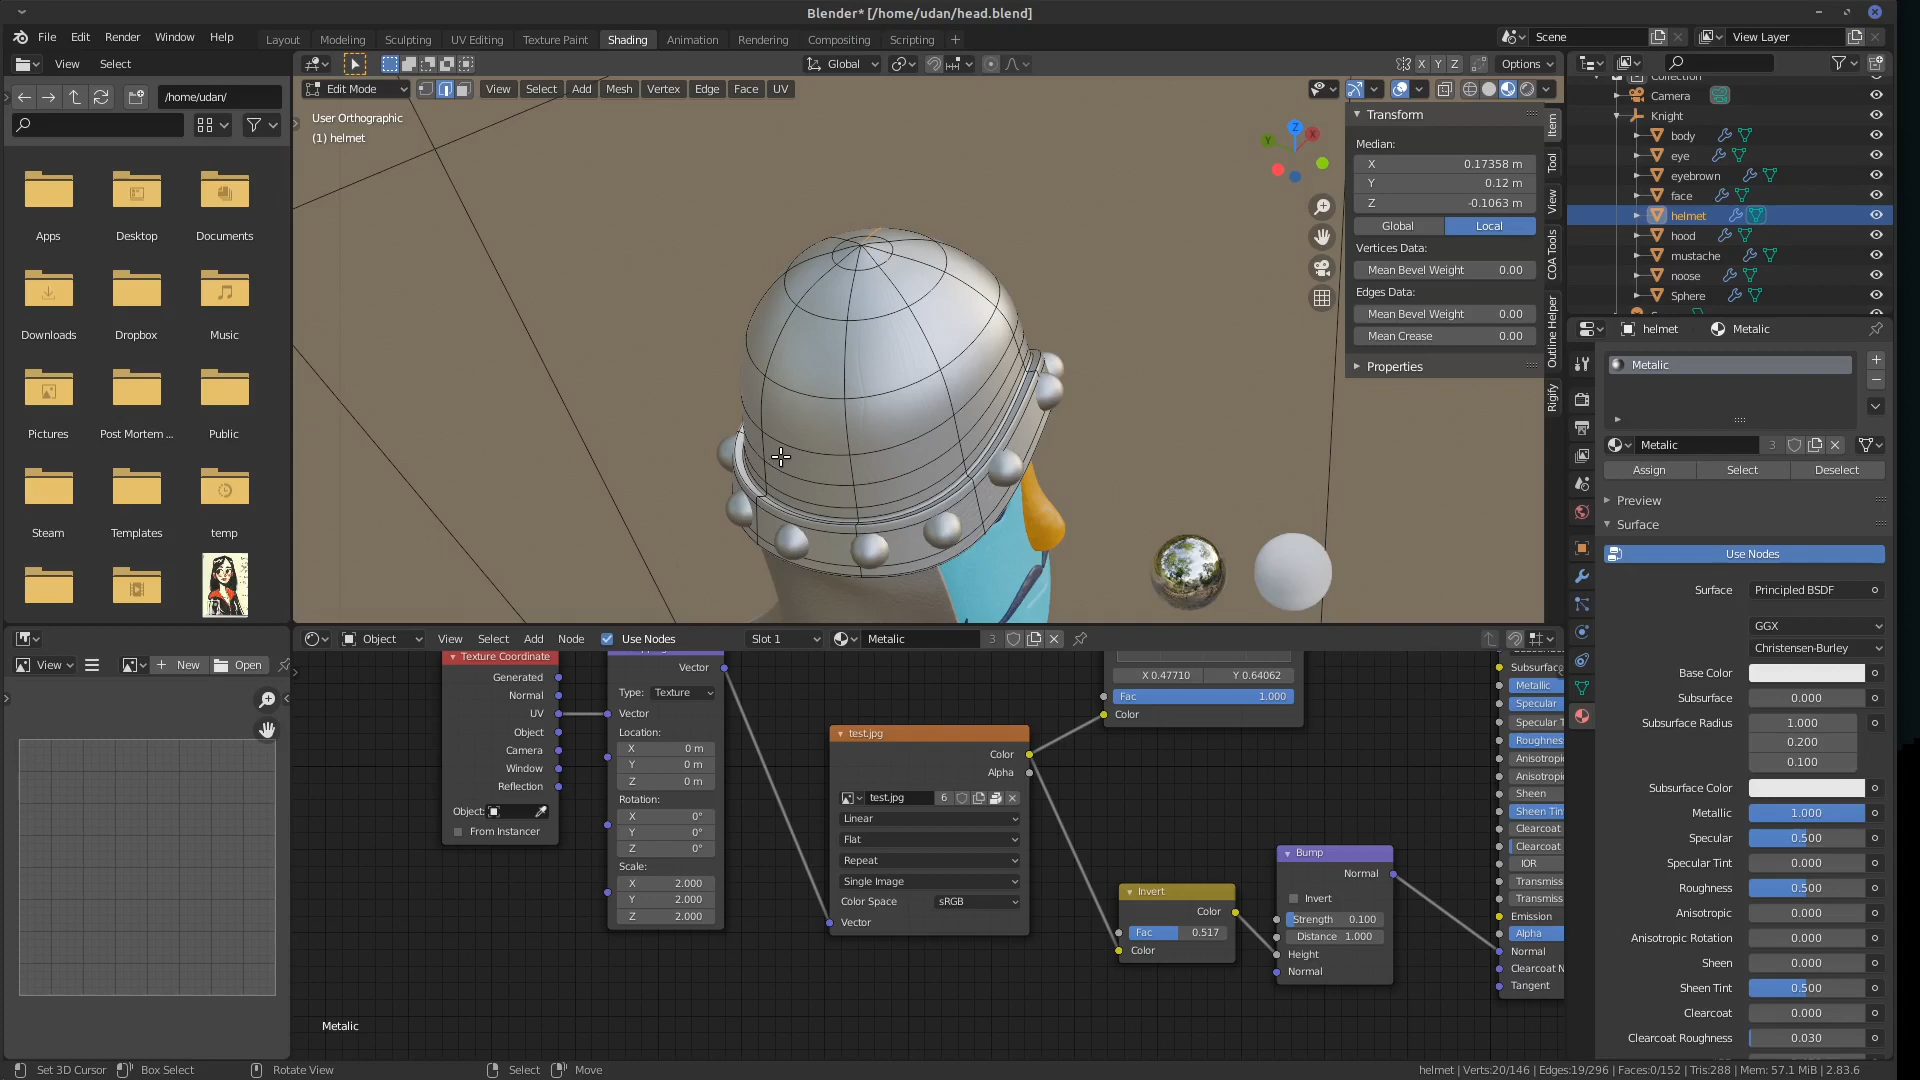 Blender* [/home/udan/head.blend]
File Edit Render Window Help
Layout Modeling Sculpting UV Editing Texture Paint Shading Animation Rendering Compositing Scripting +
Scene
View Layer
View Select
Global
X Y Z
Options
/home/udan/
Edit Mode
View Select Add Mesh Vertex Edge Face UV
User Orthographic
(1) helmet
Apps
Desktop
Documents
Downloads
Dropbox
Music
Pictures
Post Mortem ...
Public
Steam
Templates
temp
Z
Y
X
Transform
Median:
X 0.17358 m
Y 0.12 m
Z -0.1063 m
Global Local
Vertices Data:
Mean Bevel Weight 0.00
Edges Data:
Mean Bevel Weight 0.00
Mean Crease 0.00
Properties
Item
Tool
View
COA Tools
Outline Helper
Rigify
Collection
Camera
Knight
body
eye
eyebrown
face
helmet
hood
mustache
noose
Sphere
helmet
Metalic
Metalic
Metalic 3
Assign Select Deselect
Preview
Surface
Use Nodes
Surface Principled BSDF
GGX
Christensen-Burley
Base Color
Subsurface 0.000
Subsurface Radius 1.000
0.200
0.100
Subsurface Color
Metallic 1.000
Specular 0.500
Specular Tint 0.000
Roughness 0.500
Anisotropic 0.000
Anisotropic Rotation 0.000
Sheen 0.000
Sheen Tint 0.500
Clearcoat 0.000
Clearcoat Roughness 0.030
View
New
Open
Object
View Select Add Node
Use Nodes
Slot 1
Metalic 3
Texture Coordinate
Generated
Normal
UV
Object
Camera
Window
Reflection
Object:
From Instancer
Vector
Type: Texture
Vector
Location:
X 0 m
Y 0 m
Z 0 m
Rotation:
X 0°
Y 0°
Z 0°
Scale:
X 2.000
Y 2.000
Z 2.000
test.jpg
Color
Alpha
test.jpg 6
Linear
Flat
Repeat
Single Image
Color Space sRGB
Vector
X 0.47710 Y 0.64062
Fac 1.000
Color
Invert
Color
Fac 0.517
Color
Bump
Normal
Invert
Strength 0.100
Distance 1.000
Height
Normal
Subsurfac
Metallic
Specular
Specular T
Roughnes
Anisotropi
Anisotropi
Sheen
Sheen Tin
Clearcoat
Clearcoat
IOR
Transmiss
Transmiss
Emission
Alpha
Normal
Clearcoat N
Tangent
Metalic
Set 3D Cursor
Box Select
Rotate View
Select
Move
helmet | Verts:20/146 | Edges:19/296 | Faces:0/152 | Tris:288 | Mem: 57.1 MiB | 2.83.6